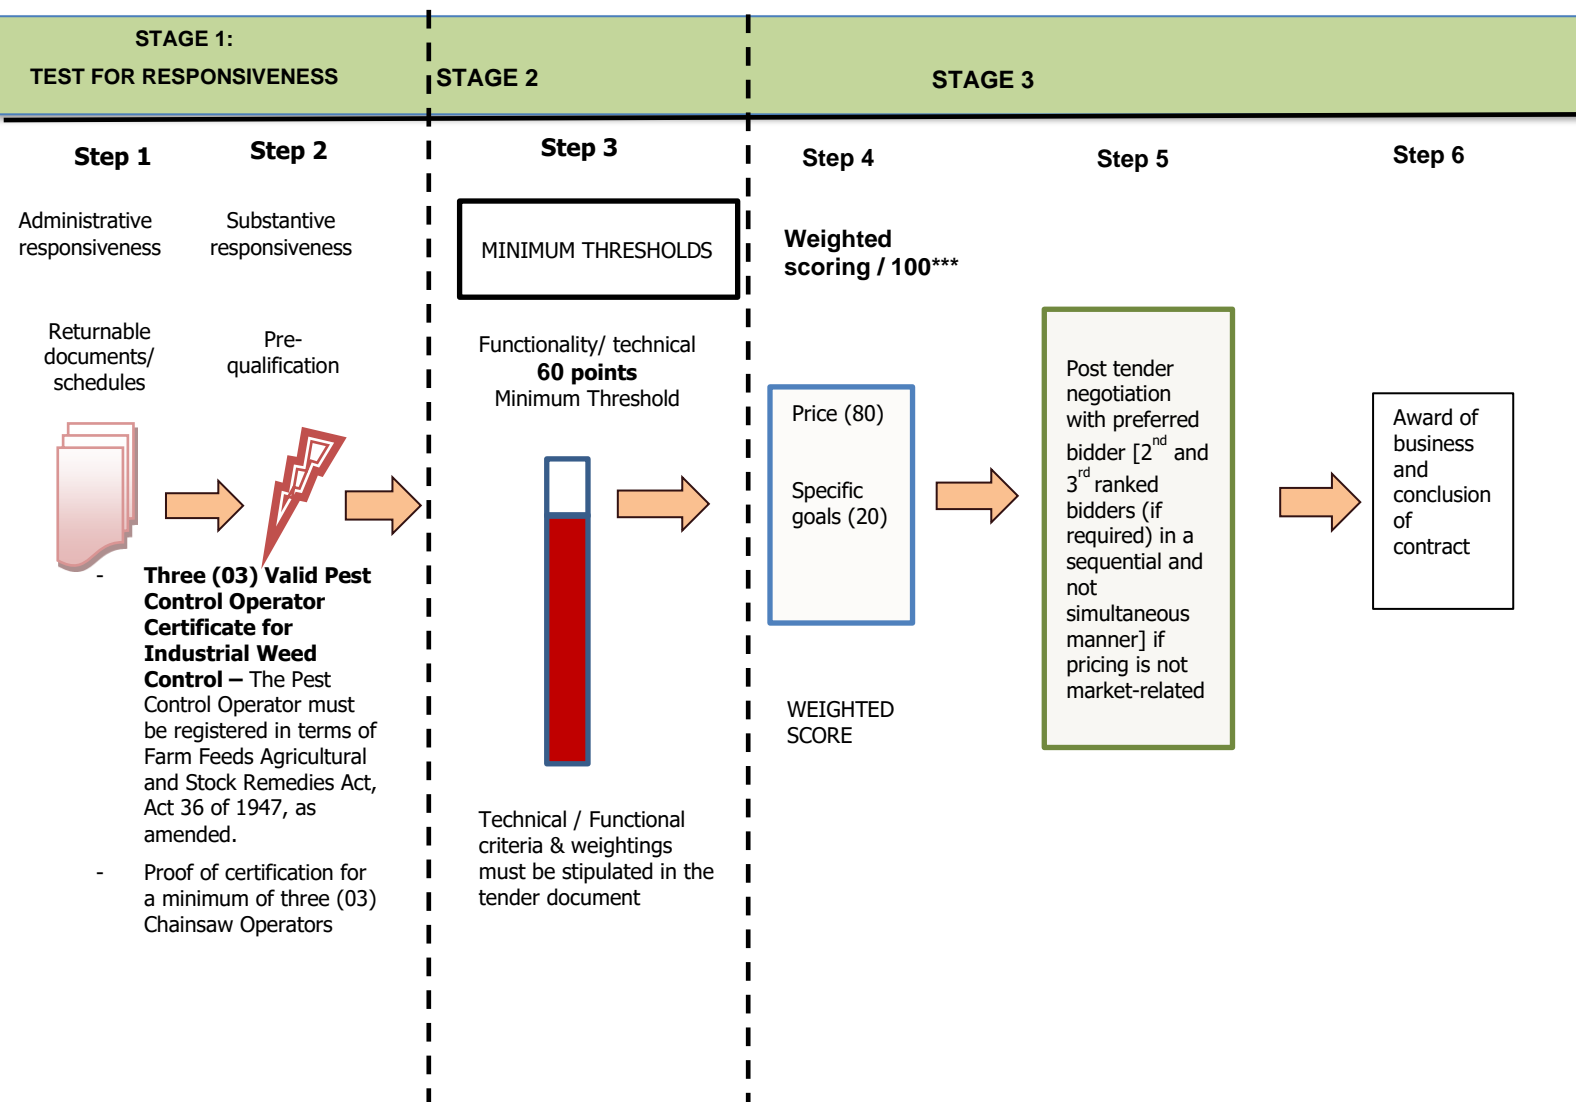 STAGE 1:
TEST FOR RESPONSIVENESS
STAGE 2
STAGE 3
Step 1
Step 2
Step 3
Step 4
Step 5
Step 6
Administrative
responsiveness
Substantive
responsiveness
MINIMUM THRESHOLDS
Weighted
scoring / 100***
Returnable
documents/
schedules
Pre-
qualification
Functionality/ technical
60 points
Minimum Threshold
Price (80)
Specific
goals (20)
Post tender
negotiation
with preferred
bidder [2nd and
3rd ranked
bidders (if
required) in a
sequential and
not
simultaneous
manner] if
pricing is not
market-related
Award of
business
and
conclusion
of
contract
- Three (03) Valid Pest
Control Operator
Certificate for
Industrial Weed
Control – The Pest
Control Operator must
be registered in terms of
Farm Feeds Agricultural
and Stock Remedies Act,
Act 36 of 1947, as
amended.
- Proof of certification for
a minimum of three (03)
Chainsaw Operators
Technical / Functional
criteria & weightings
must be stipulated in the
tender document
WEIGHTED
SCORE